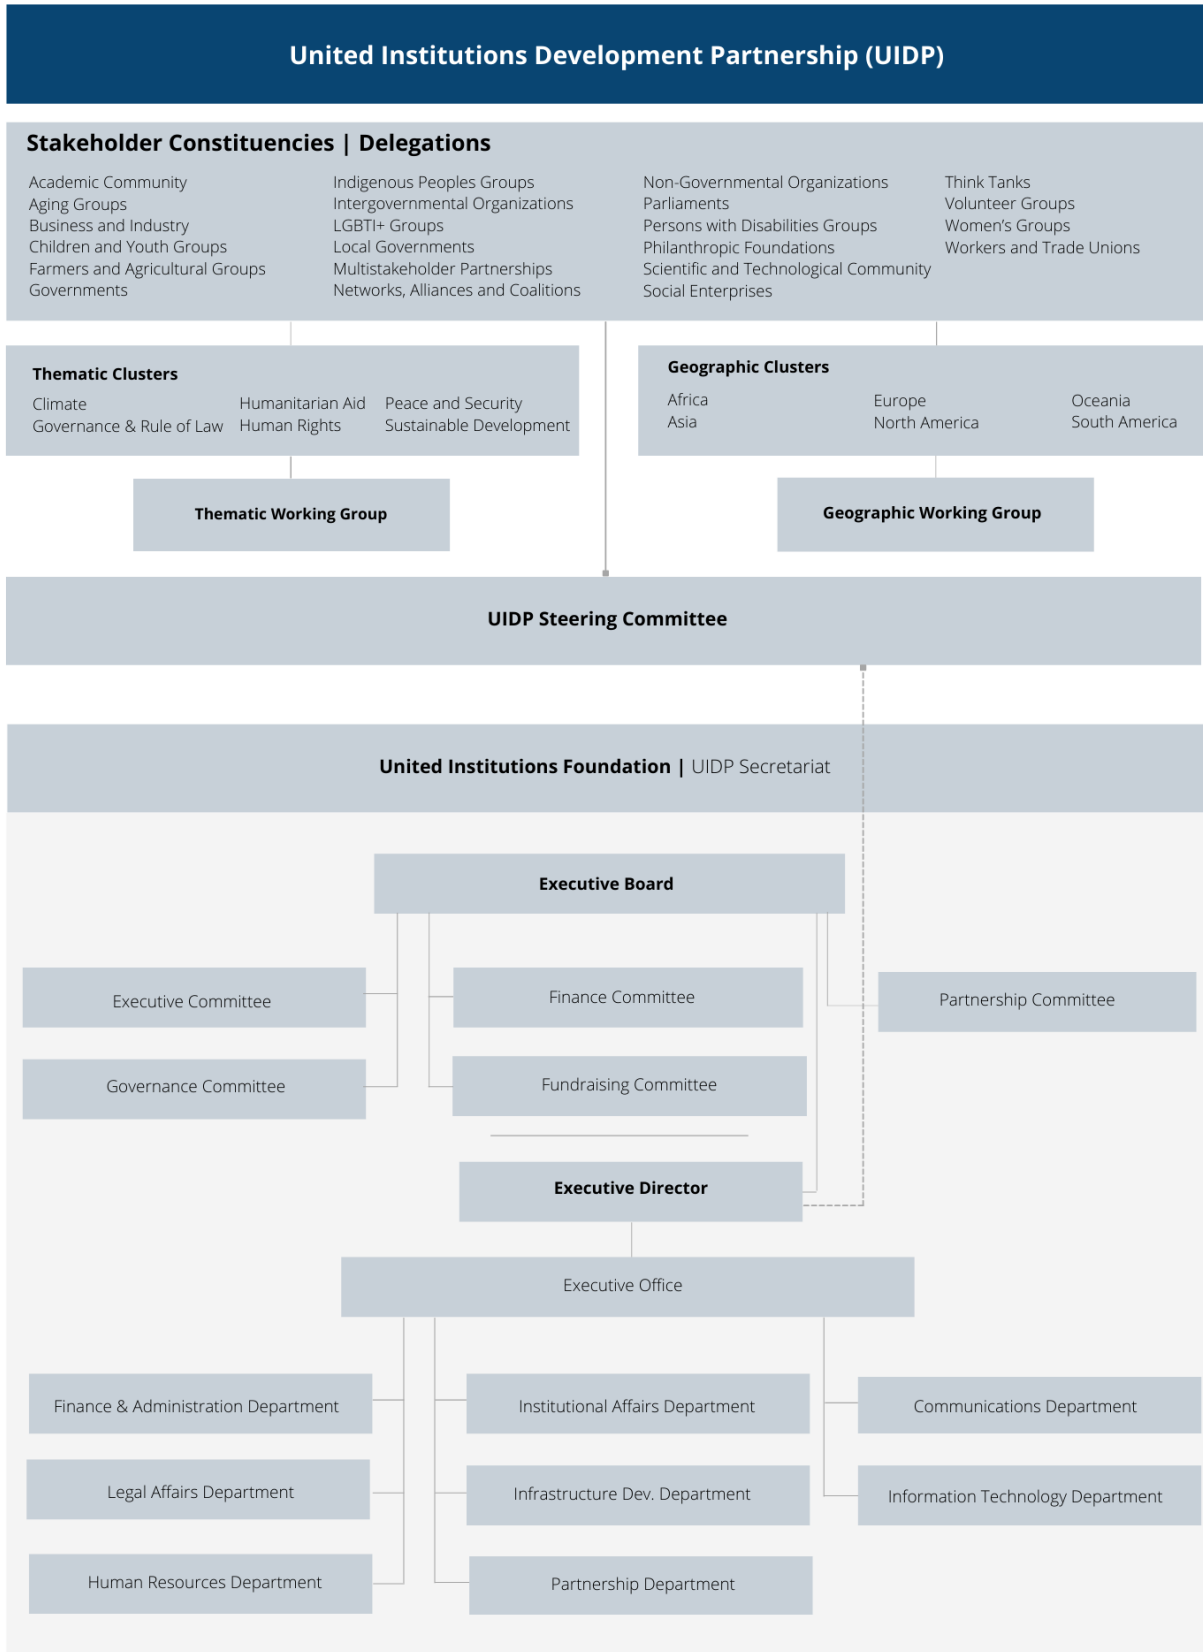 United Institutions Development Partnership (UIDP)
Stakeholder Constituencies | Delegations
Academic Community
Aging Groups
Business and Industry
Children and Youth Groups
Farmers and Agricultural Groups
Governments
Indigenous Peoples Groups
Intergovernmental Organizations
LGBTI+ Groups
Local Governments
Multistakeholder Partnerships
Networks, Alliances and Coalitions
Non-Governmental Organizations
Parliaments
Persons with Disabilities Groups
Philanthropic Foundations
Scientific and Technological Community
Social Enterprises
Think Tanks
Volunteer Groups
Women’s Groups
Workers and Trade Unions
Thematic Clusters
Climate
Governance & Rule of Law
Humanitarian Aid
Human Rights
Peace and Security
Sustainable Development
Geographic Clusters
Africa
Asia
Europe
North America
Oceania
South America
Thematic Working Group
Geographic Working Group
UIDP Steering Committee
United Institutions Foundation | UIDP Secretariat
Executive Board
Executive Committee
Finance Committee
Partnership Committee
Governance Committee
Fundraising Committee
Executive Director
Executive Office
Finance & Administration Department
Institutional Affairs Department
Communications Department
Legal Affairs Department
Infrastructure Dev. Department
Information Technology Department
Human Resources Department
Partnership Department